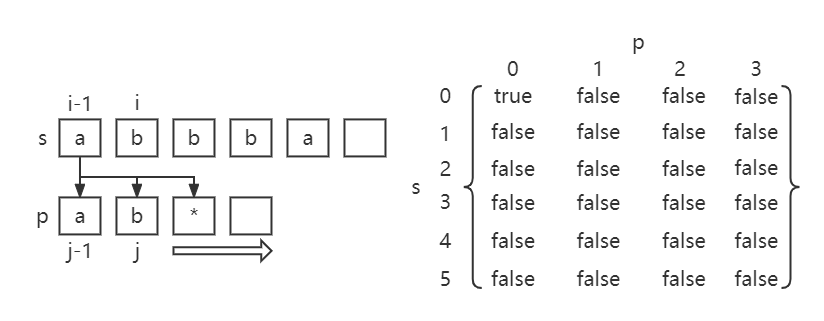 i-1 i
s a b b b a
p a b *
j-1 j
p
0 1 2 3
s
0 true false false false
1 false false false false
2 false false false false
3 false false false false
4 false false false false
5 false false false false